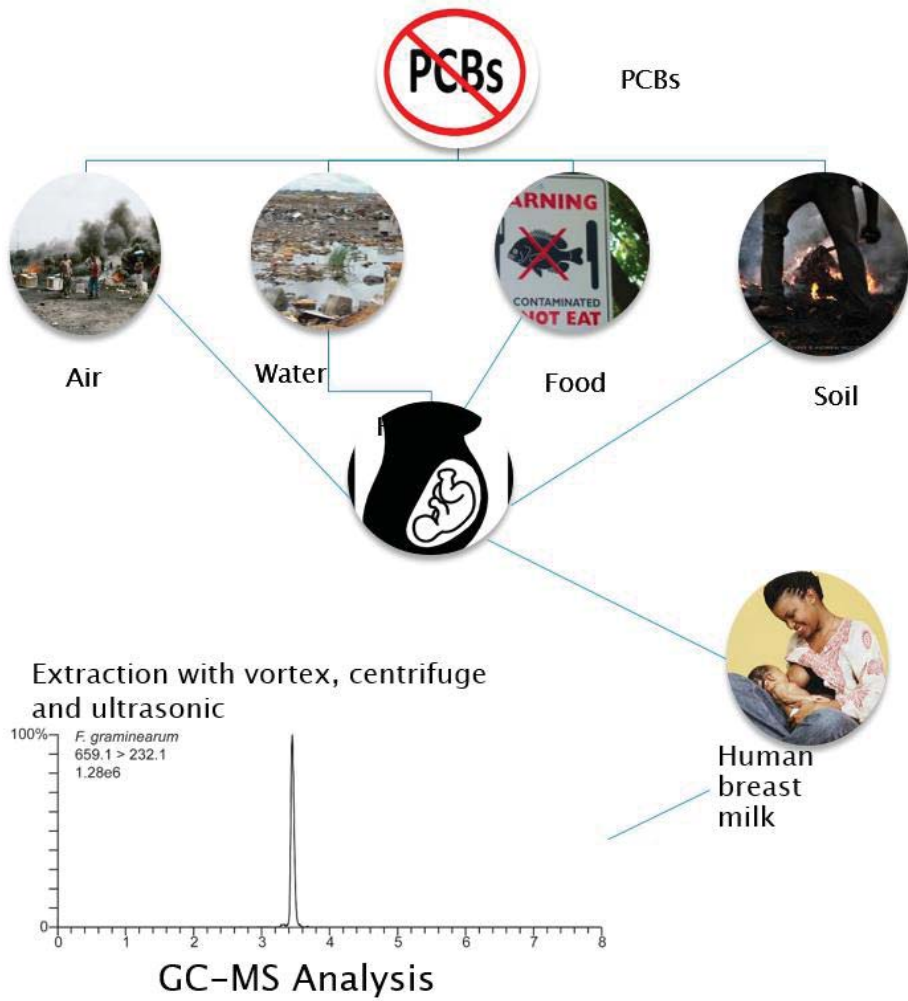 PCBs
PCBs
ARNING
CONTAMINATED
NOT EAT
Air
Water
Food
Soil
H
Extraction with vortex, centrifuge
and ultrasonic
Human
breast
milk
100%
F. graminearum
659.1 > 232.1
1.28e6
0
0 1 2 3 4 5 6 7 8
GC-MS Analysis